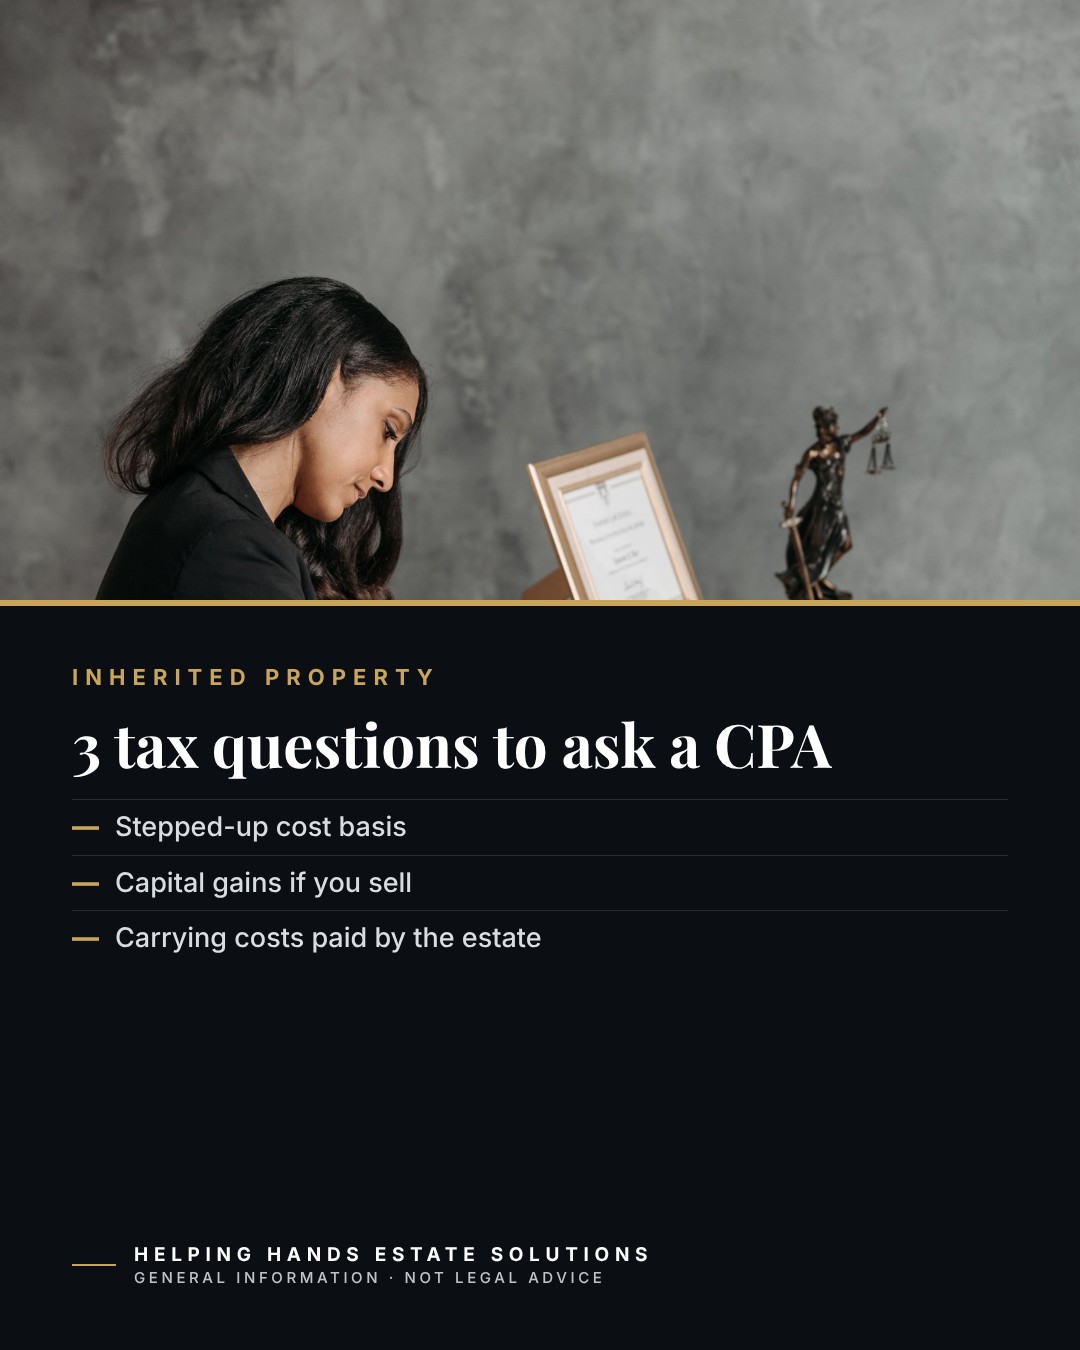 INHERITED PROPERTY
3 tax questions to ask a CPA
Stepped-up cost basis
Capital gains if you sell
Carrying costs paid by the estate
HELPING HANDS ESTATE SOLUTIONS
GENERAL INFORMATION · NOT LEGAL ADVICE